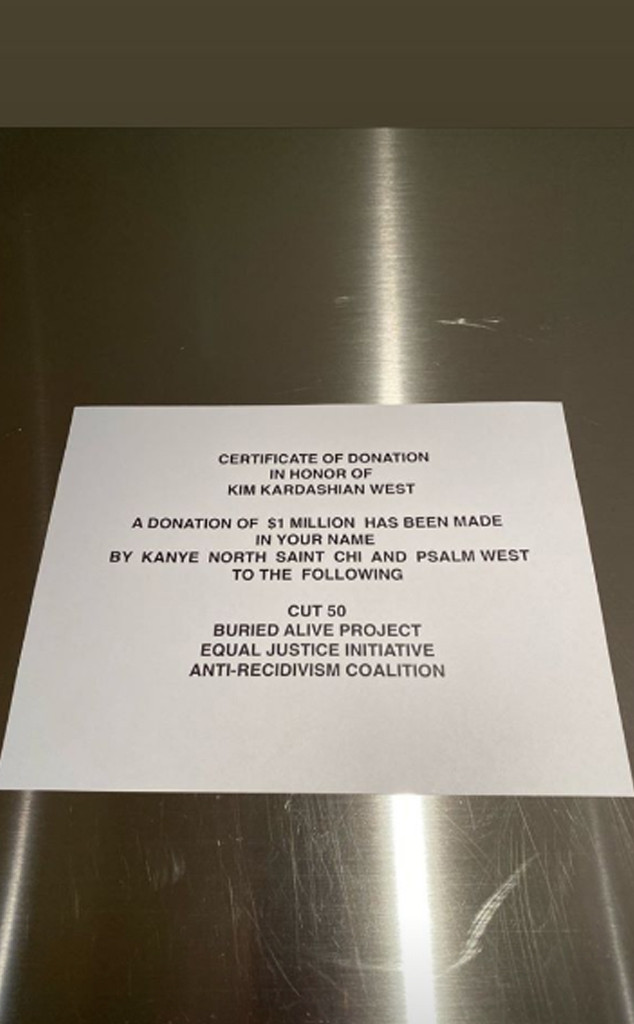 CERTIFICATE OF DONATION
IN HONOR OF
KIM KARDASHIAN WEST
A DONATION OF $1 MILLION HAS BEEN MADE
IN YOUR NAME
BY KANYE NORTH SAINT CHI AND PSALM WEST
TO THE FOLLOWING
CUT 50
BURIED ALIVE PROJECT
EQUAL JUSTICE INITIATIVE
ANTI-RECIDIVISM COALITION